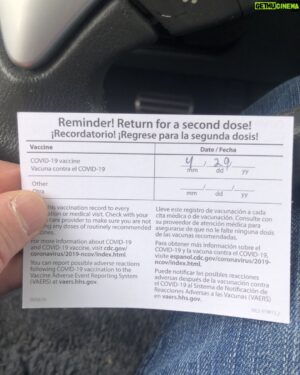 GETMOCINEMA
Reminder! Return for a second dose!
¡Recordatorio! ¡Regrese para la segunda dosis!
Vaccine Date / Fecha
COVID-19 vaccine
Vacuna contra el COVID-19
4 / 29 /
mm dd yy
Other
Otra
/ /
mm dd yy
this vaccination record to every
or medical visit. Check with your
care provider to make sure you are not
any doses of routinely recommended
For more information about COVID-19
and COVID-19 vaccine, visit cdc.gov/
coronavirus/2019-ncov/index.html.
You can report possible adverse reactions
following COVID-19 vaccination to the
Vaccine Adverse Event Reporting System
(VAERS) at vaers.hhs.gov.
Lleve este registro de vacunación a cada
cita médica o de vacunación. Consulte con
su proveedor de atención médica para
asegurarse de que no le falte ninguna dosis
de las vacunas recomendadas.
Para obtener más información sobre el
COVID-19 y la vacuna contra el COVID-19,
visite espanol.cdc.gov/coronavirus/2019-
ncov/index.html.
Puede notificar las posibles reacciones
adversas después de la vacunación contra
el COVID-19 al Sistema de Notificación de
Reacciones Adversas a las Vacunas (VAERS)
en vaers.hhs.gov.